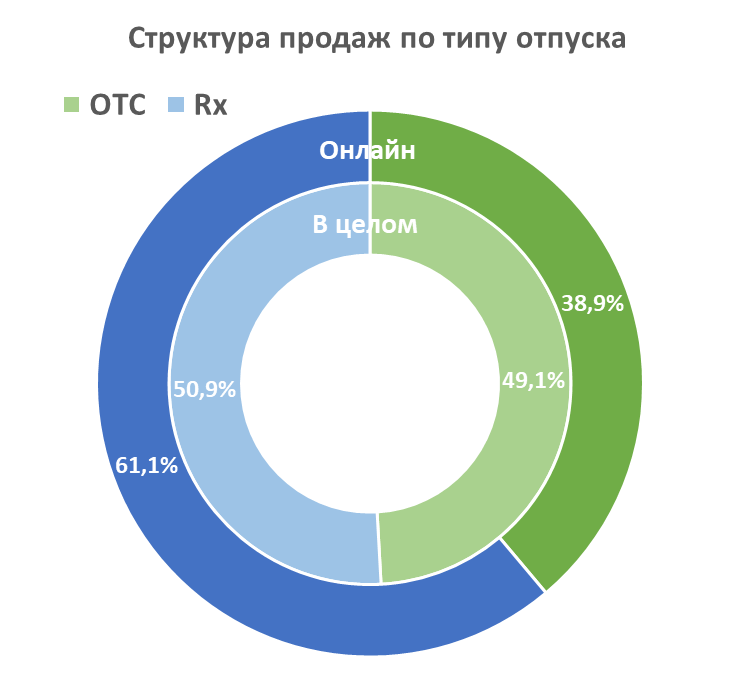 Структура продаж по типу отпуска
OTC Rx
Онлайн
В целом
38,9%
49,1%
50,9%
61,1%